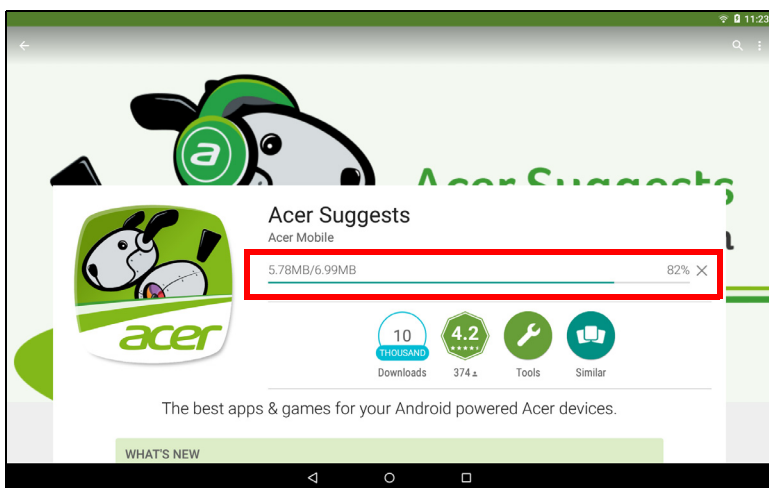 11:23
a
Acer Suggests
Acer Suggests
Acer Mobile
5.78MB/6.99MB 82%
acer
10
THOUSAND
4.2
Downloads 374 Tools Similar
The best apps & games for your Android powered Acer devices.
WHAT'S NEW